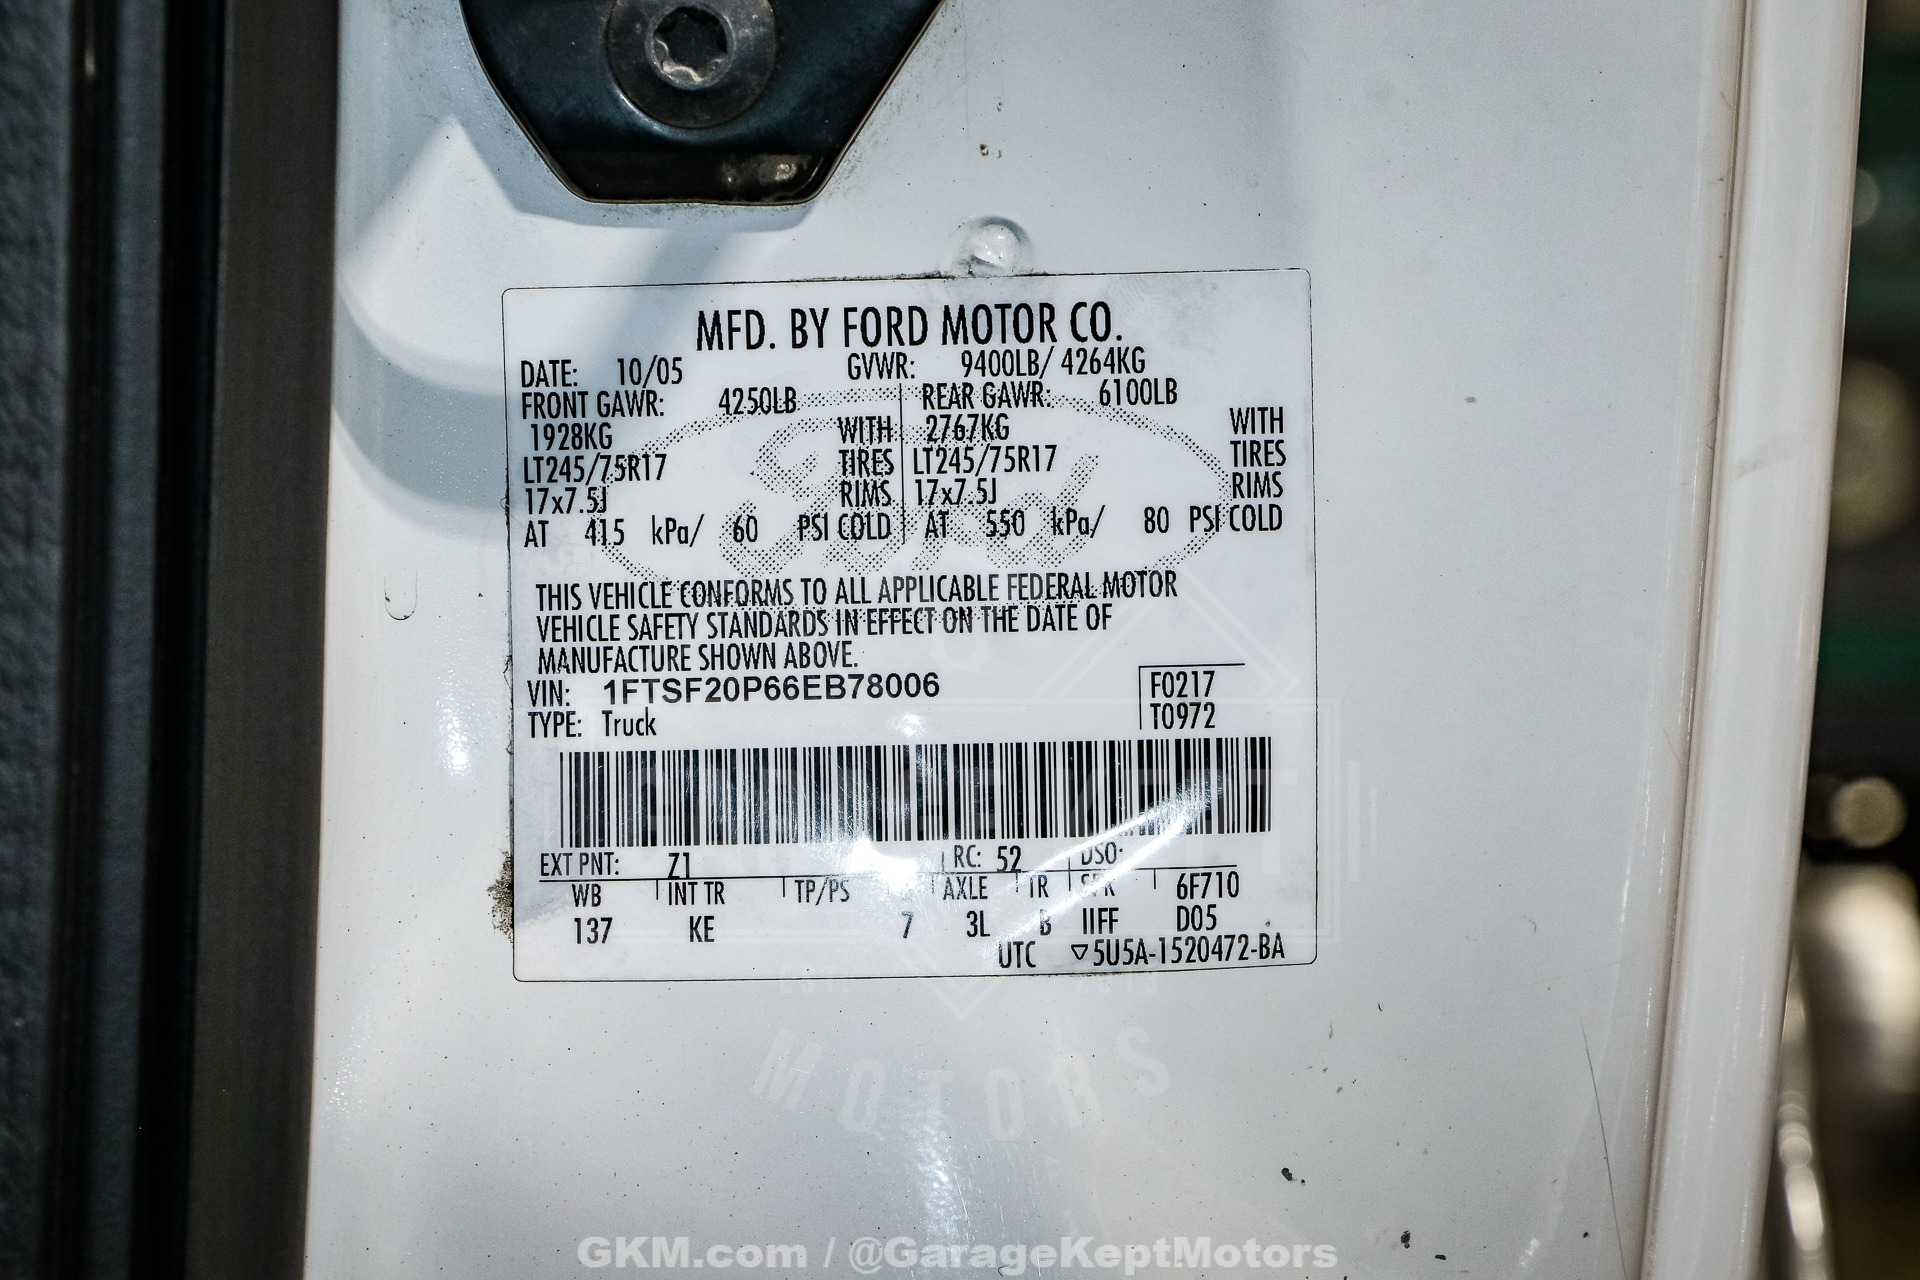 MFD. BY FORD MOTOR CO.
DATE: 10/05 GVWR: 9400LB/ 4264KG
FRONT GAWR: 4250LB REAR GAWR: 6100LB
1928KG WITH 2767KG WITH
LT245/75R17 TIRES LT245/75R17 TIRES
17x7.5J RIMS 17x7.5J RIMS
AT 415 kPa/ 60 PSI COLD AT 550 kPa/ 80 PSI COLD
Ford
THIS VEHICLE CONFORMS TO ALL APPLICABLE FEDERAL MOTOR
VEHICLE SAFETY STANDARDS IN EFFECT ON THE DATE OF
MANUFACTURE SHOWN ABOVE.
VIN: 1FTSF20P66EB78006 F0217
TYPE: Truck T0972
EXT PNT: Z1 RC: 52 DSO:
WB INT TR TP/PS AXLE TR SPR 6F710
137 KE 7 3L B IIFF D05
UTC ▽5U5A-1520472-BA
GARAGE KEPT
MOTORS
GKM.com / @GarageKeptMotors